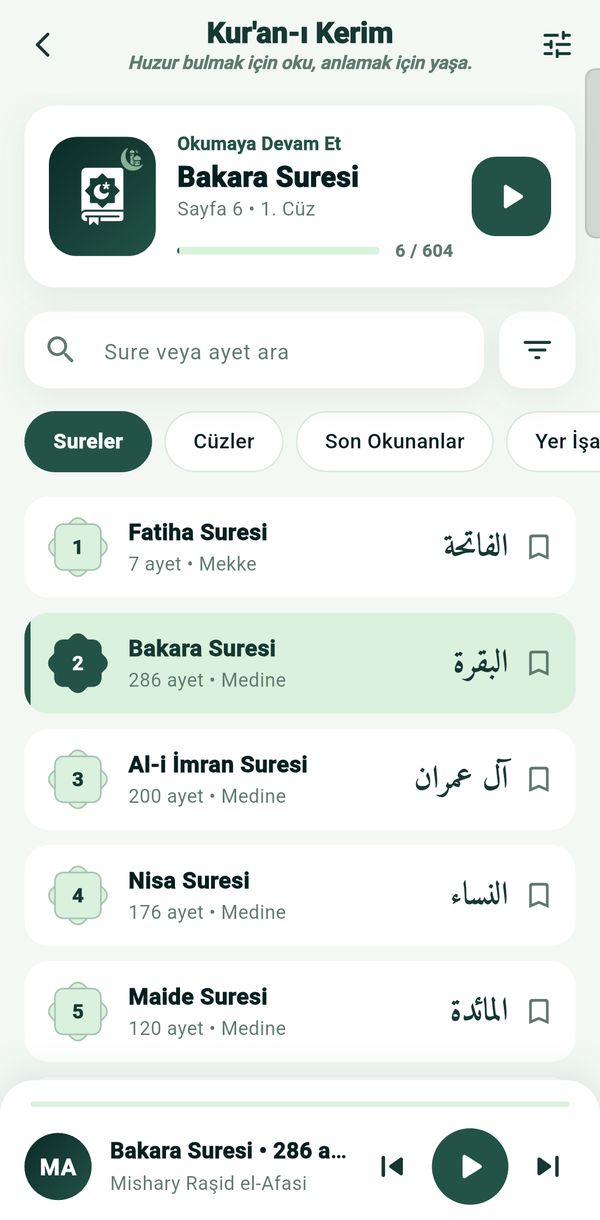 Kur'an-ı Kerim
Huzur bulmak için oku, anlamak için yaşa.
Okumaya Devam Et
Bakara Suresi
Sayfa 6 • 1. Cüz
6 / 604
Sure veya ayet ara
Sureler
Cüzler
Son Okunanlar
Yer İşa
1
Fatiha Suresi
7 ayet • Mekke
الفاتحة
2
Bakara Suresi
286 ayet • Medine
البقرة
3
Al-i İmran Suresi
200 ayet • Medine
آل عمران
4
Nisa Suresi
176 ayet • Medine
النساء
5
Maide Suresi
120 ayet • Medine
المائدة
MA
Bakara Suresi • 286 a...
Mishary Raşid el-Afasi